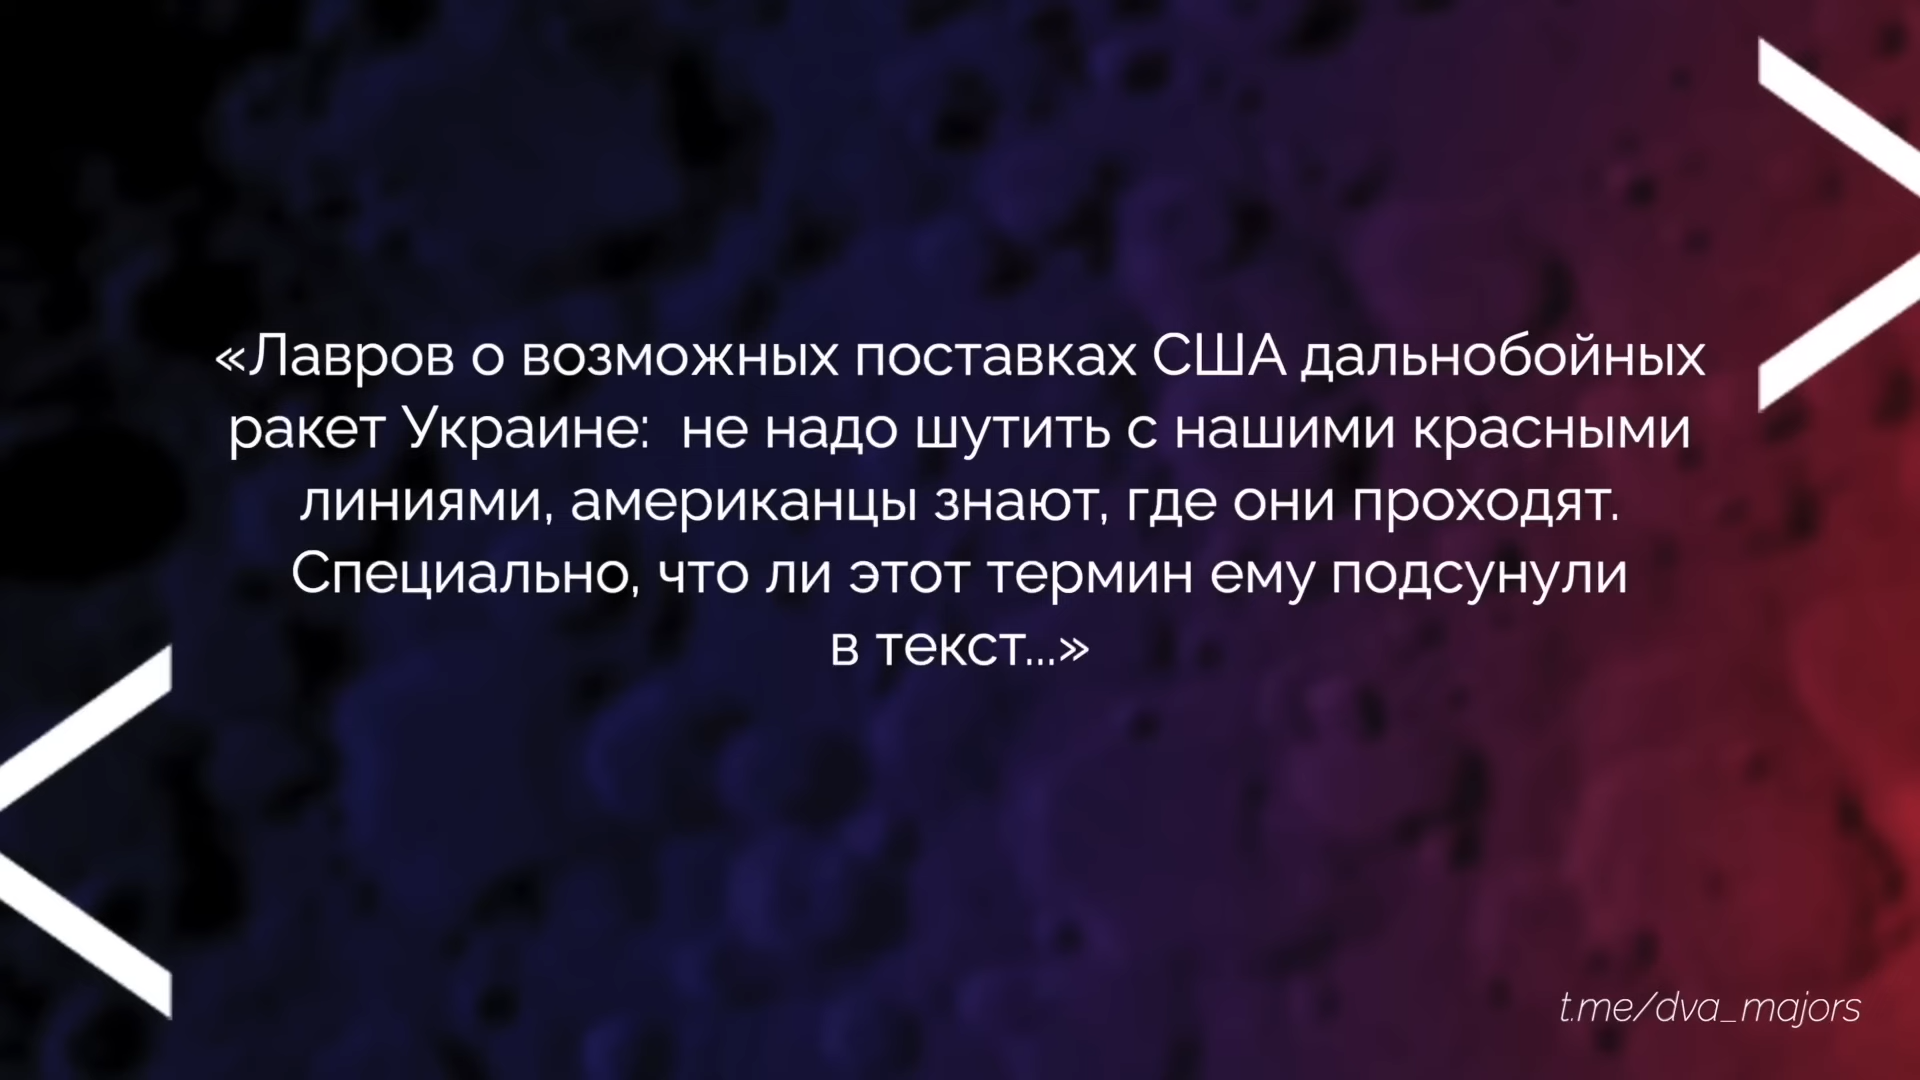 «Лавров о возможных поставках США дальнобойных
ракет Украине:  не надо шутить с нашими красными
линиями, американцы знают, где они проходят.
Специально, что ли этот термин ему подсунули
в текст...»
t.me/dva_majors